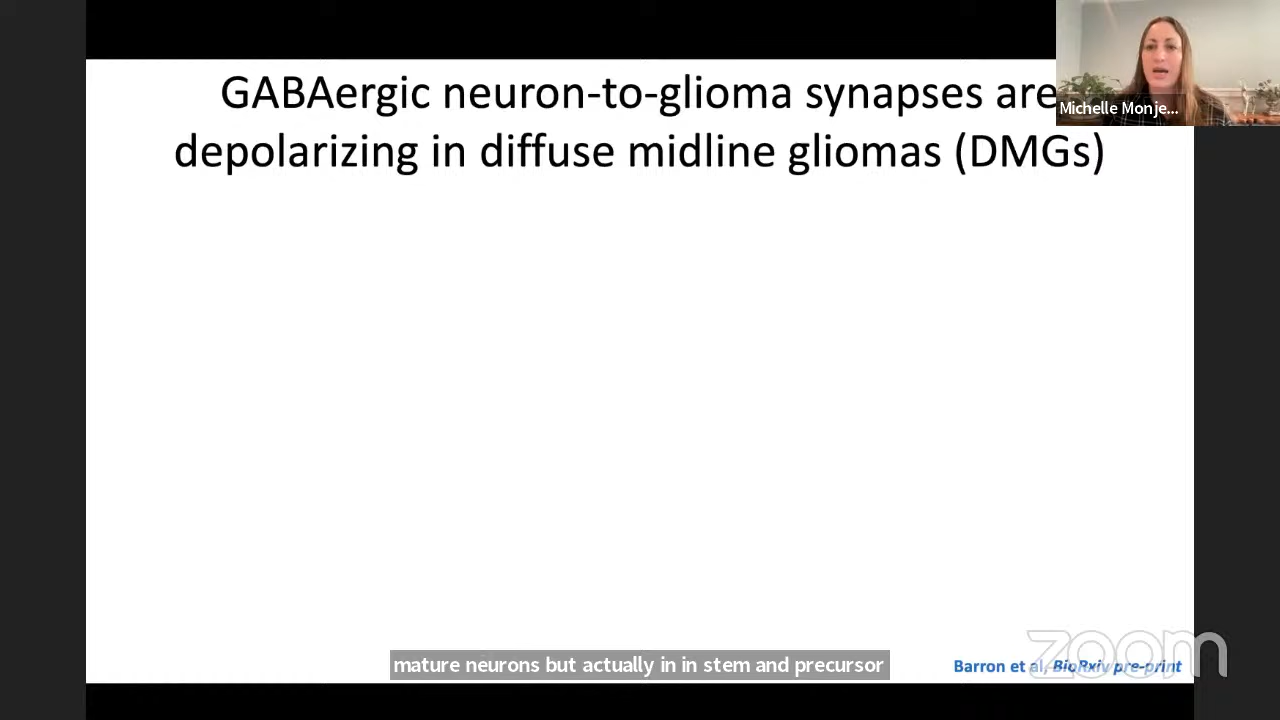 GABAergic neuron-to-glioma synapses are
depolarizing in diffuse midline gliomas (DMGs)
Michelle Monje...
mature neurons but actually in in stem and precursor
Barron et al, BioRxiv pre-print
zoom